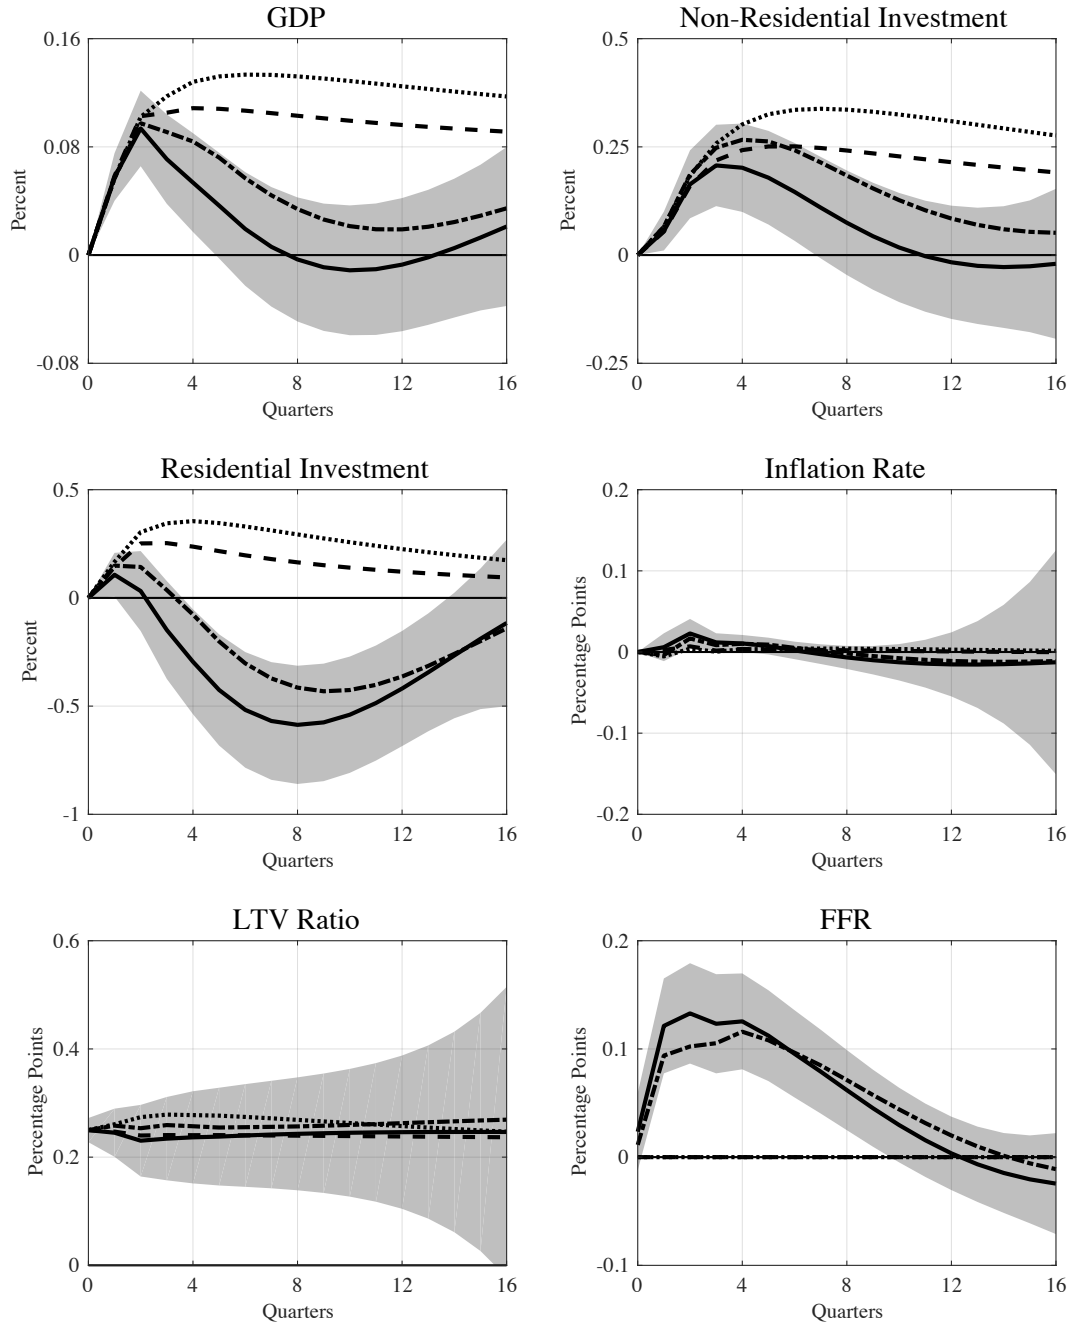 GDP
Percent
0.16
0.08
0
-0.08
0 4 8 12 16
Quarters
Non-Residential Investment
Percent
0.5
0.25
0
-0.25
0 4 8 12 16
Quarters
Residential Investment
Percent
0.5
0
-0.5
-1
0 4 8 12 16
Quarters
Inflation Rate
Percentage Points
0.2
0.1
0
-0.1
-0.2
0 4 8 12 16
Quarters
LTV Ratio
Percentage Points
0.6
0.4
0.2
0
0 4 8 12 16
Quarters
FFR
Percentage Points
0.2
0.1
0
-0.1
0 4 8 12 16
Quarters